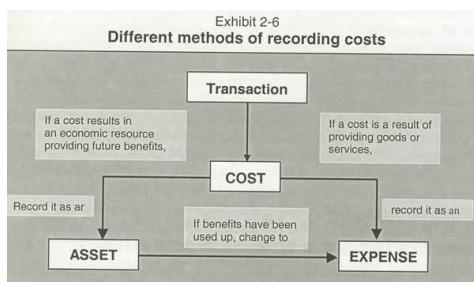 Exhibit 2-6
Different methods of recording costs
Transaction
If a cost results in
an economic resource
providing future benefits,
If a cost is a result of
providing goods or
services,
COST
Record it as ar
record it as an
If benefits have been
used up, change to
ASSET
EXPENSE